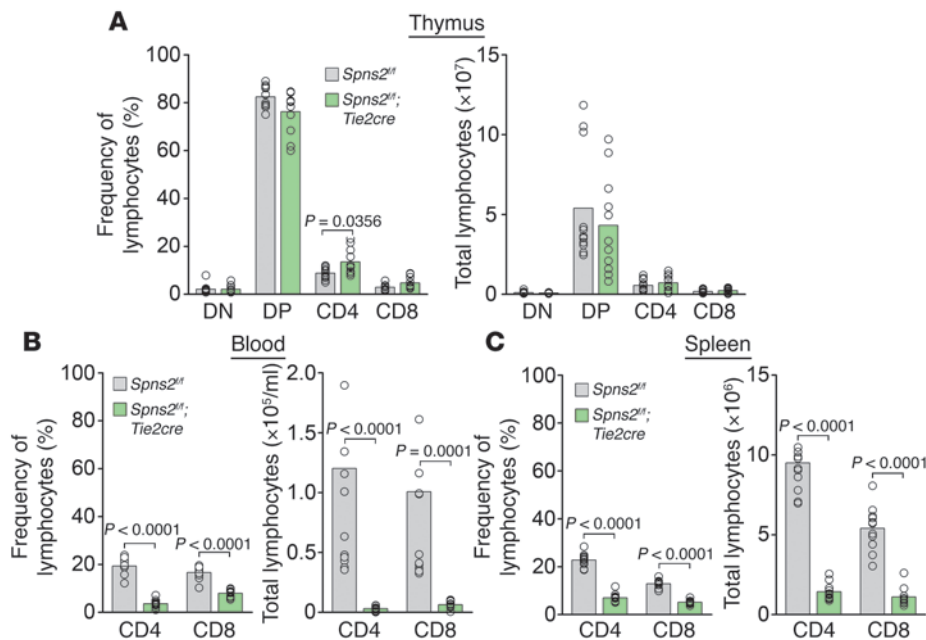 A
Thymus
Frequency of
lymphocytes (%)
100
80
60
40
20
0
Spns2f/f
Spns2f/f;
Tie2cre
P = 0.0356
DN DP CD4 CD8
Total lymphocytes (×10⁷)
15
10
5
0
DN DP CD4 CD8
B
Blood
Frequency of
lymphocytes (%)
100
80
60
40
20
0
Spns2f/f
Spns2f/f;
Tie2cre
P < 0.0001
P < 0.0001
CD4 CD8
Total lymphocytes (×10⁵/ml)
2.0
1.5
1.0
0.5
0
P < 0.0001
P = 0.0001
CD4 CD8
C
Spleen
Frequency of
lymphocytes (%)
100
80
60
40
20
0
Spns2f/f
Spns2f/f;
Tie2cre
P < 0.0001
P < 0.0001
CD4 CD8
Total lymphocytes (×10⁶)
15
10
5
0
P < 0.0001
P < 0.0001
CD4 CD8